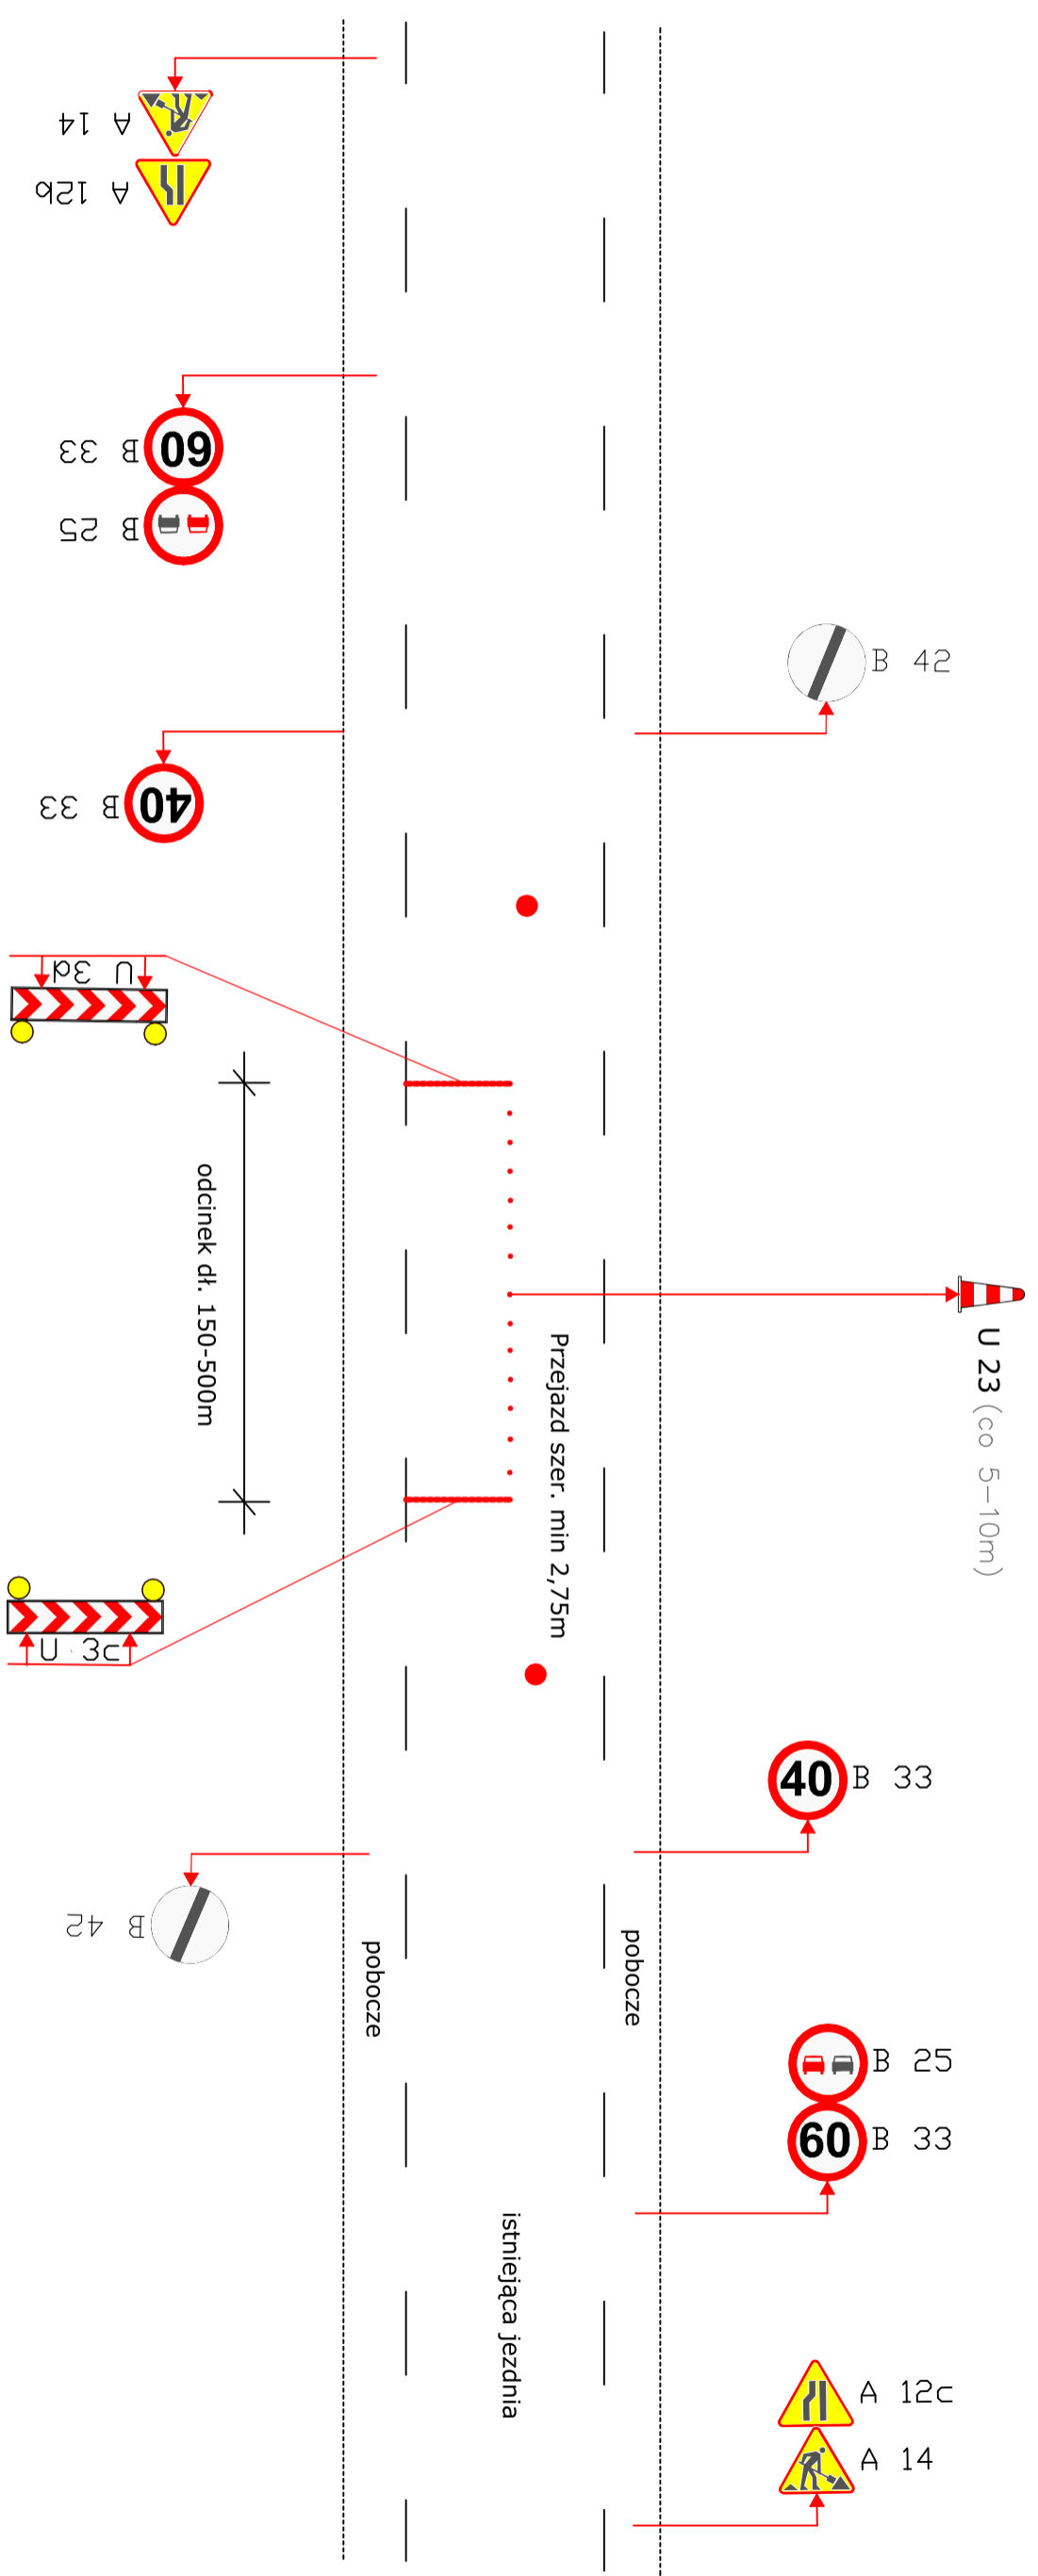 A 14
A 12b
60
B 33
B 25
B 42
40
B 33
U 3d
odcinek dł. 150-500m
U 23 (co 5-10m)
Przejazd szer. min 2,75m
U 3c
40
B 33
B 42
pobocze
pobocze
B 25
60
B 33
istniejąca jezdnia
A 12c
A 14